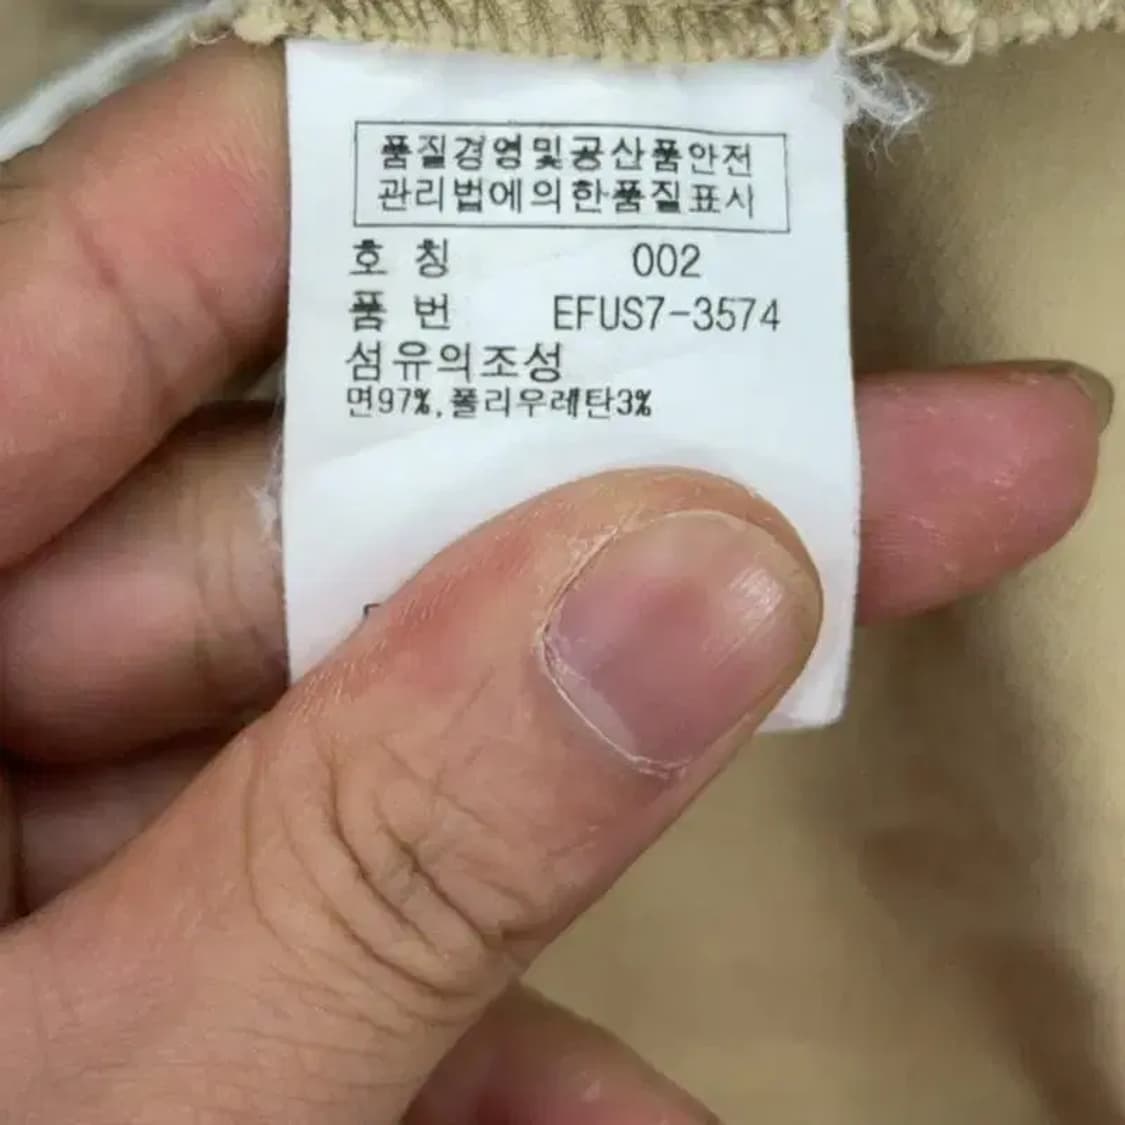 품질경영및공산품안전
관리법에의한품질표시
호 칭 002
품 번 EFUS7-3574
섬유의조성
면97%,폴리우레탄3%